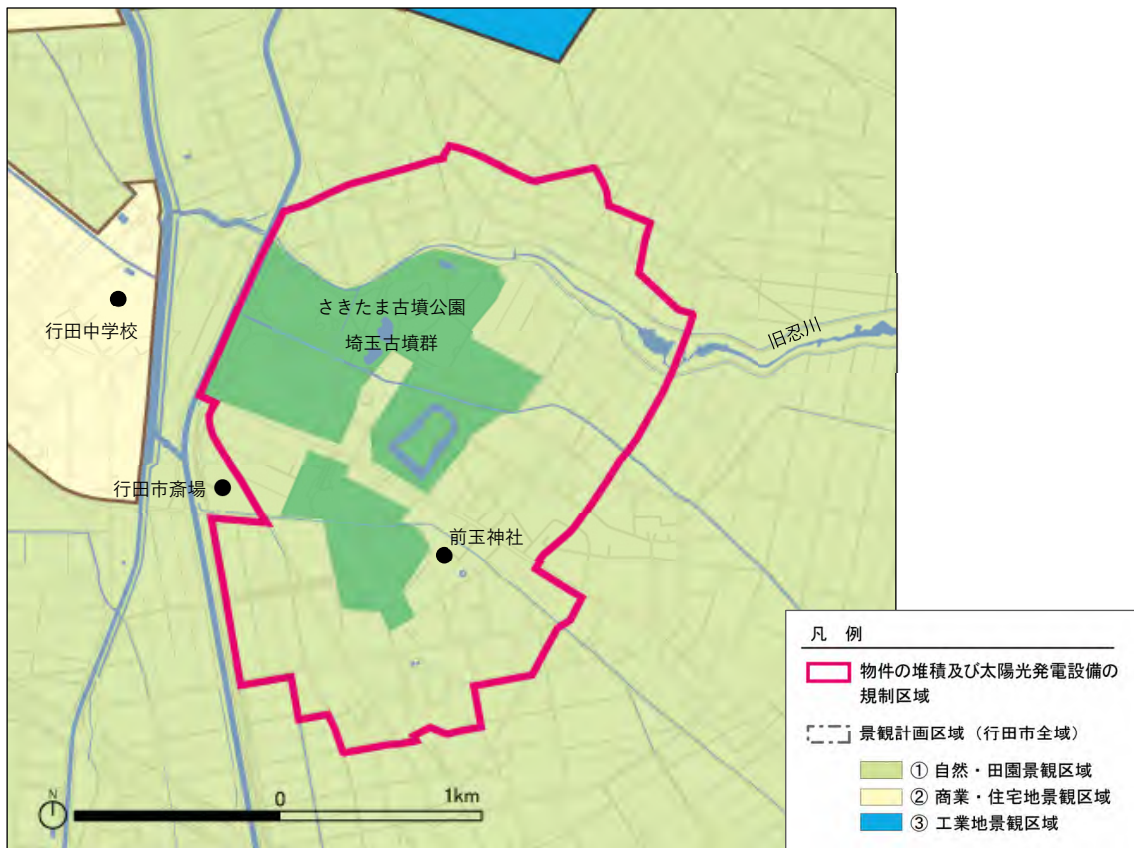 さきたま古墳公園
埼玉古墳群
行田中学校
旧忍川
行田市斎場
前玉神社
N
0
1km
凡 例
物件の堆積及び太陽光発電設備の
規制区域
景観計画区域（行田市全域）
① 自然・田園景観区域
② 商業・住宅地景観区域
③ 工業地景観区域